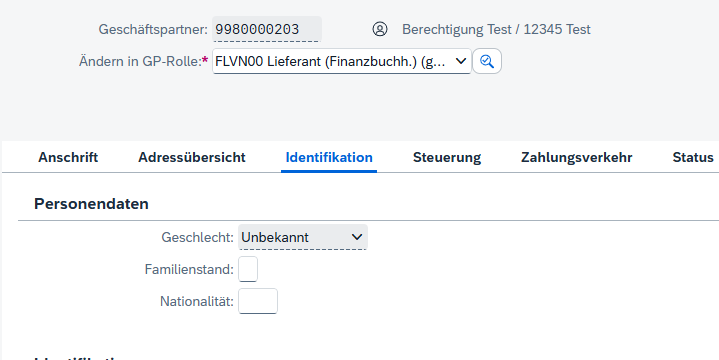 Geschäftspartner: 9980000203 Berechtigung Test / 12345 Test
Ändern in GP-Rolle:* FLVN00 Lieferant (Finanzbuchh.) (g...
Anschrift Adressübersicht Identifikation Steuerung Zahlungsverkehr Status
Personendaten
Geschlecht: Unbekannt
Familienstand:
Nationalität: